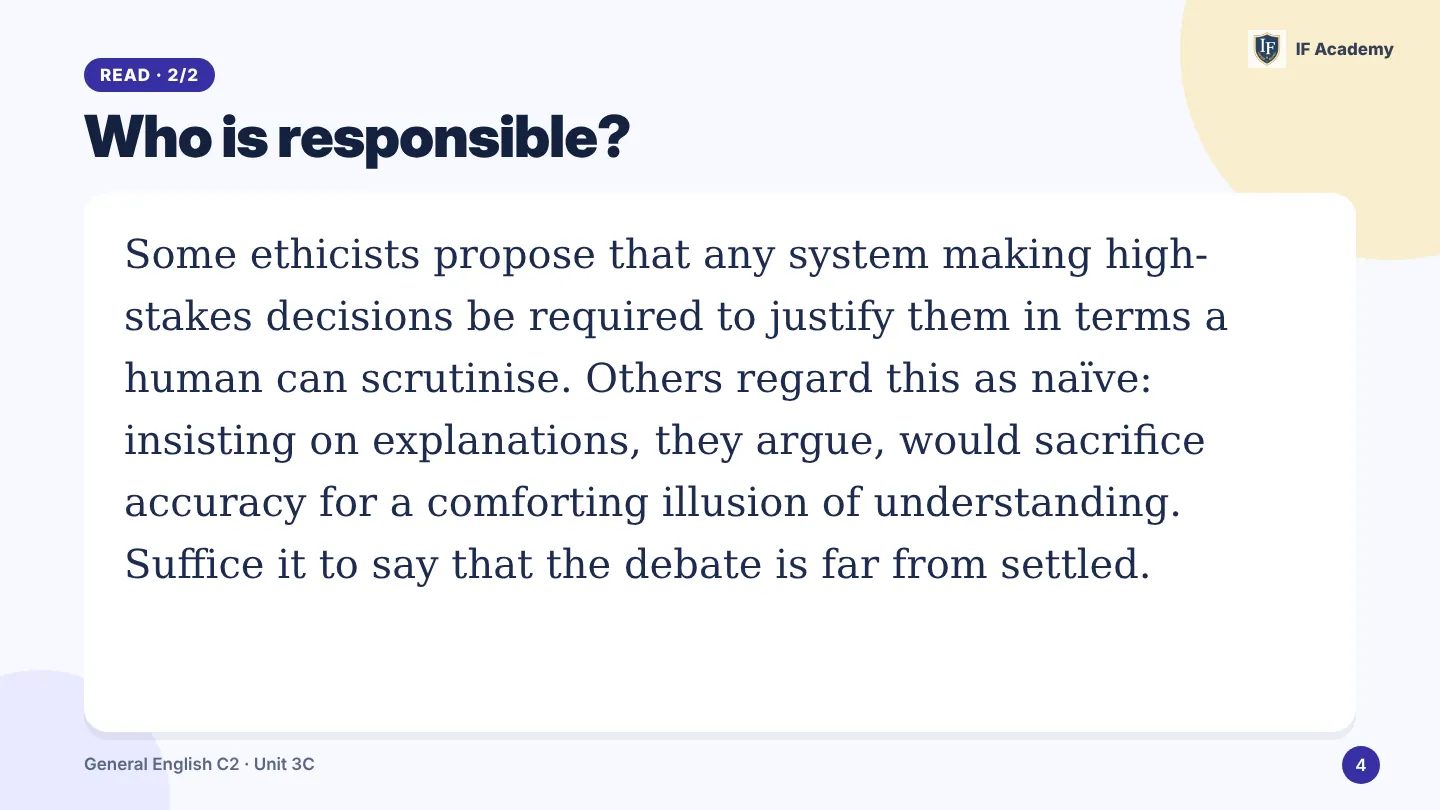 IF IF Academy
READ · 2/2
Who is responsible?
Some ethicists propose that any system making high-
stakes decisions be required to justify them in terms a
human can scrutinise. Others regard this as naïve:
insisting on explanations, they argue, would sacrifice
accuracy for a comforting illusion of understanding.
Suffice it to say that the debate is far from settled.
General English C2 · Unit 3C
4